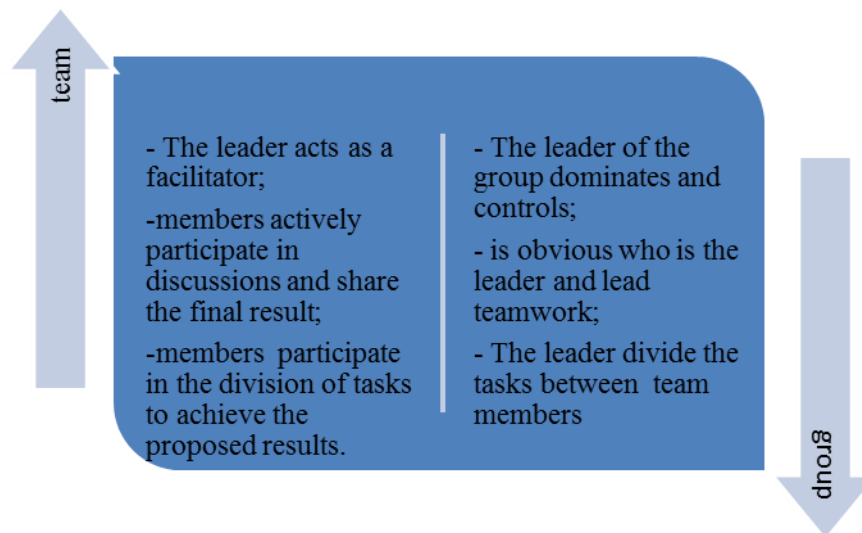 team
- The leader acts as a
facilitator;
-members actively
participate in
discussions and share
the final result;
-members participate
in the division of tasks
to achieve the
proposed results.
- The leader of the
group dominates and
controls;
- is obvious who is the
leader and lead
teamwork;
- The leader divide the
tasks between team
members
group